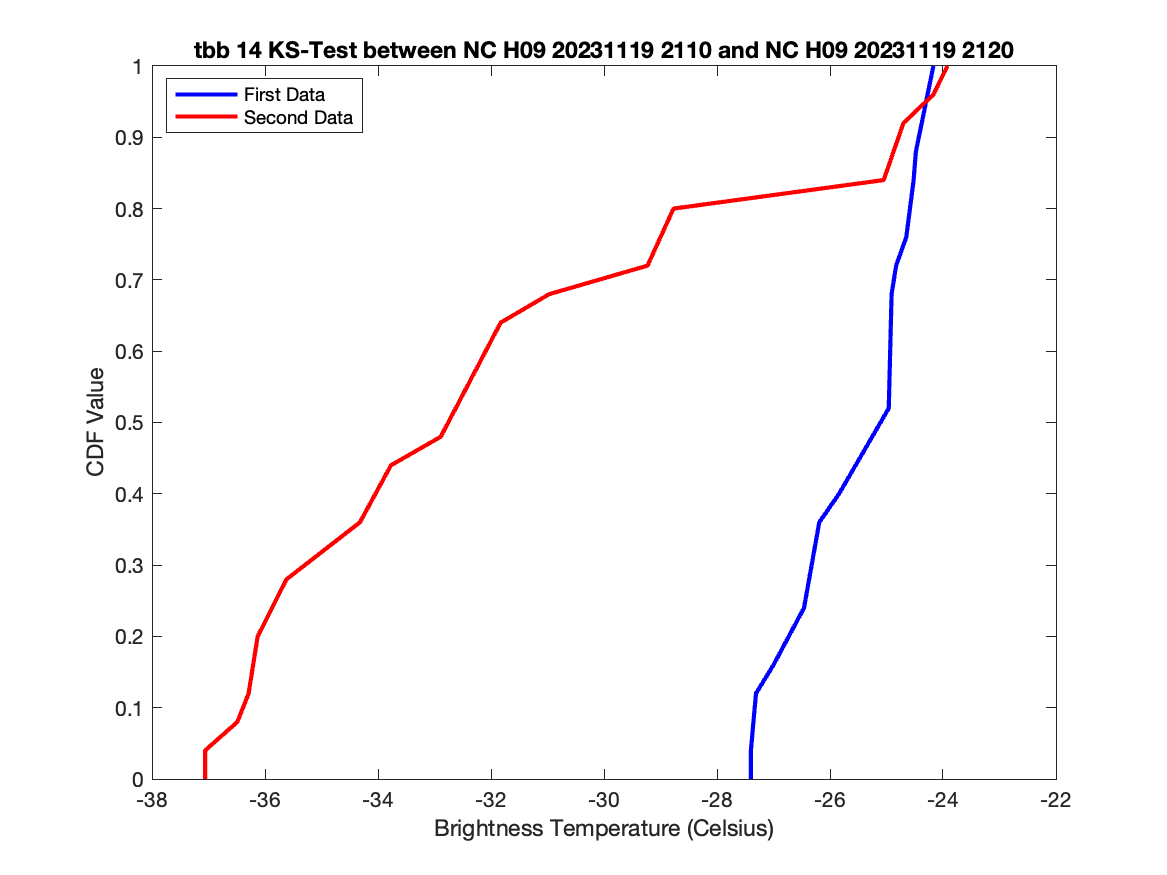 tbb 14 KS-Test between NC H09 20231119 2110 and NC H09 20231119 2120
First Data
Second Data
1
0.9
0.8
0.7
0.6
0.5
0.4
0.3
0.2
0.1
0
CDF Value
-38 -36 -34 -32 -30 -28 -26 -24 -22
Brightness Temperature (Celsius)